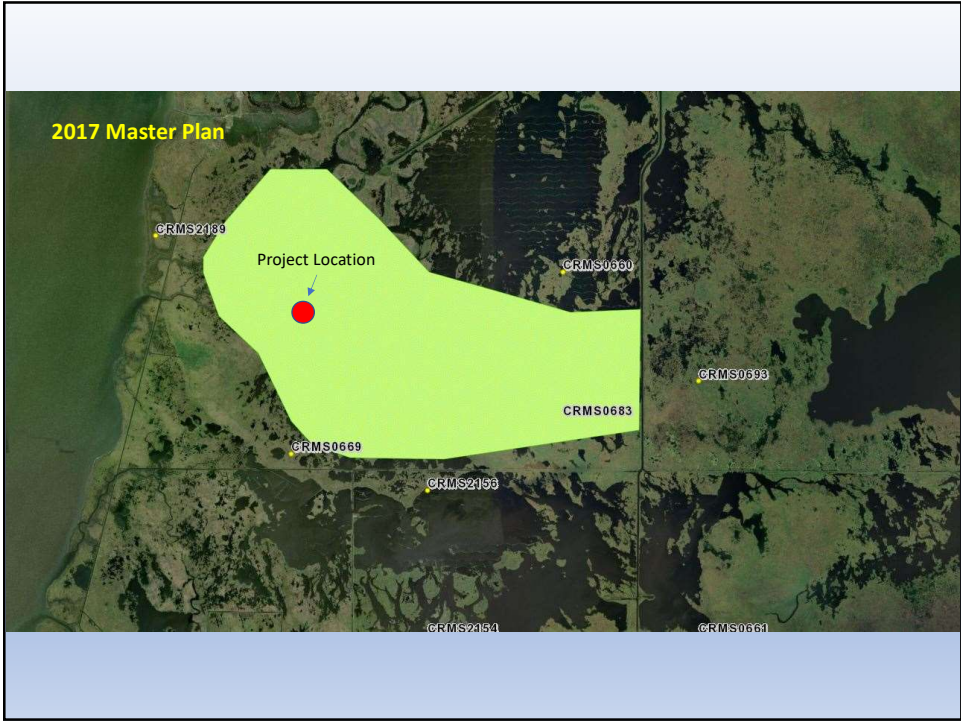 2017 Master Plan
CRMS2189
Project Location
CRMS0660
CRMS0693
CRMS0683
CRMS0669
CRMS2156
CRMS2154
CRMS0661